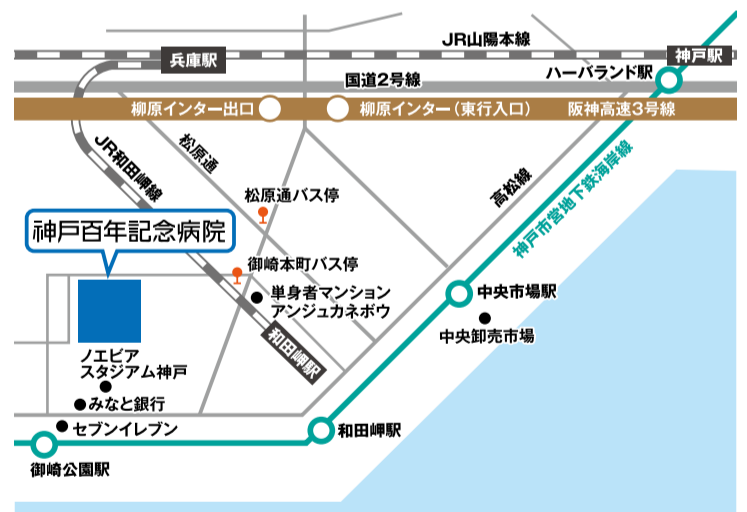 JR山陽本線
兵庫駅
神戸駅
ハーバランド駅
国道2号線
柳原インター出口
柳原インター(東行入口)
阪神高速3号線
JR和田岬線
松原通
高松線
神戸市営地下鉄海岸線
松原通バス停
神戸百年記念病院
御崎本町バス停
単身者マンション
アンジュカネボウ
中央市場駅
中央卸売市場
和田岬駅
ノエビア
スタジアム神戸
みなと銀行
セブンイレブン
和田岬駅
御崎公園駅